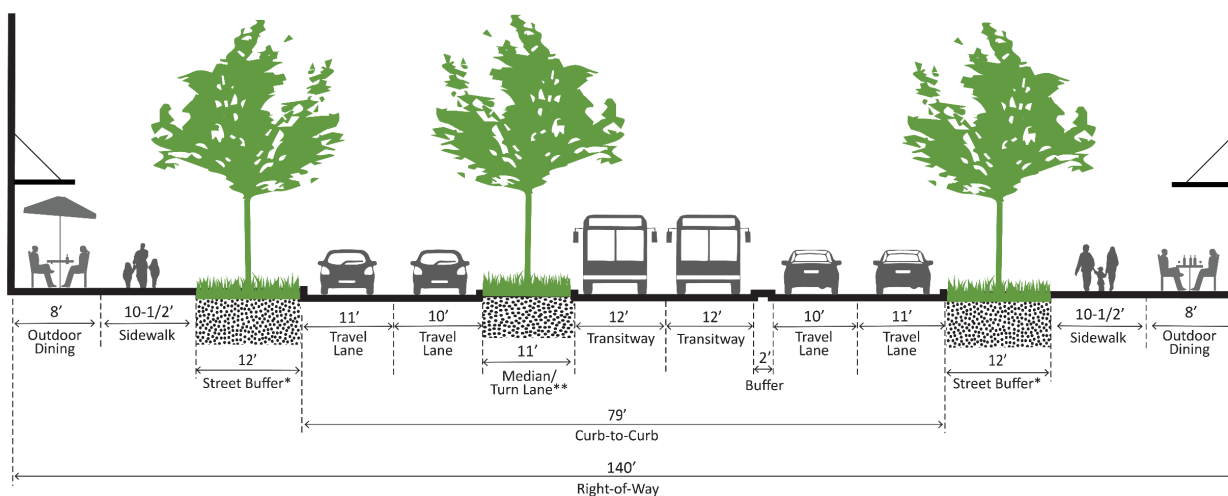 8’
Outdoor
Dining
10-1/2’
Sidewalk
12’
Street Buffer*
11’
Travel
Lane
10’
Travel
Lane
11’
Median/
Turn Lane**
12’
Transitway
12’
Transitway
2’
Buffer
10’
Travel
Lane
11’
Travel
Lane
12’
Street Buffer*
10-1/2’
Sidewalk
8’
Outdoor
Dining
79’
Curb-to-Curb
140’
Right-of-Way